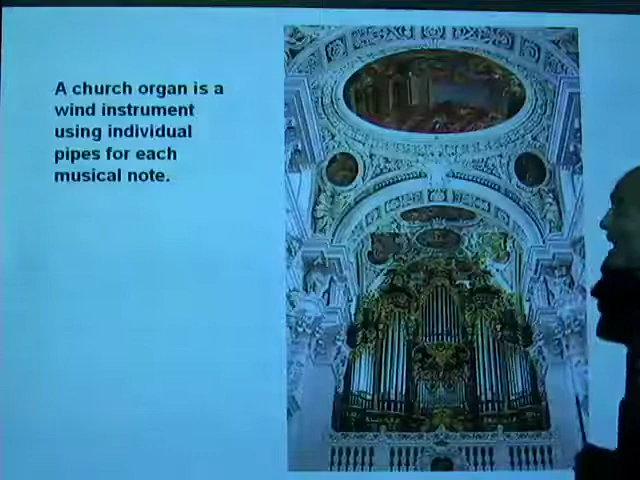 A church organ is a
wind instrument
using individual
pipes for each
musical note.